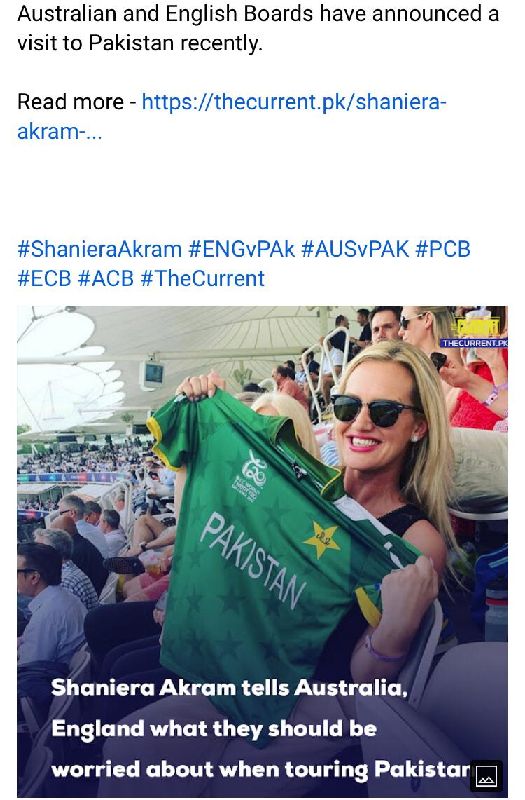 Australian and English Boards have announced a
visit to Pakistan recently.
Read more - https://thecurrent.pk/shaniera-
akram-...
#ShanieraAkram #ENGvPAk #AUSvPAK #PCB
#ECB #ACB #TheCurrent
THE CURRENT
THECURRENT.PK
PAKISTAN
Shaniera Akram tells Australia,
England what they should be
worried about when touring Pakistan